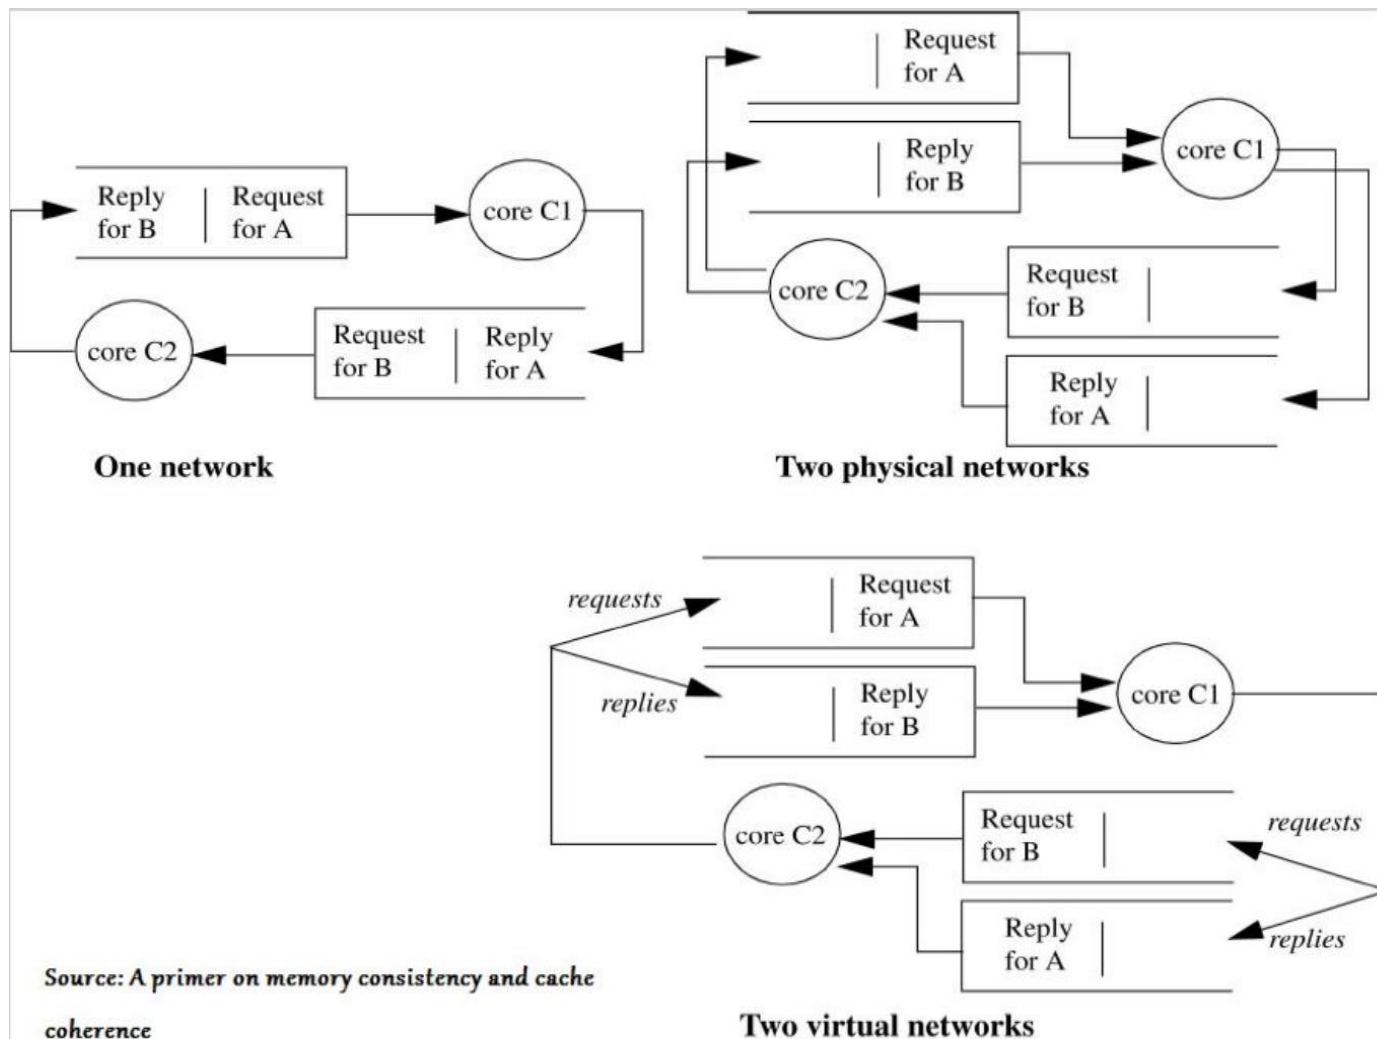 Reply
for B
Request
for A
core C1
core C2
Request
for B
Reply
for A
One network
Request
for A
Reply
for B
core C1
core C2
Request
for B
Reply
for A
Two physical networks
requests
replies
Request
for A
Reply
for B
core C1
core C2
Request
for B
Reply
for A
requests
replies
Two virtual networks
Source: A primer on memory consistency and cache
coherence